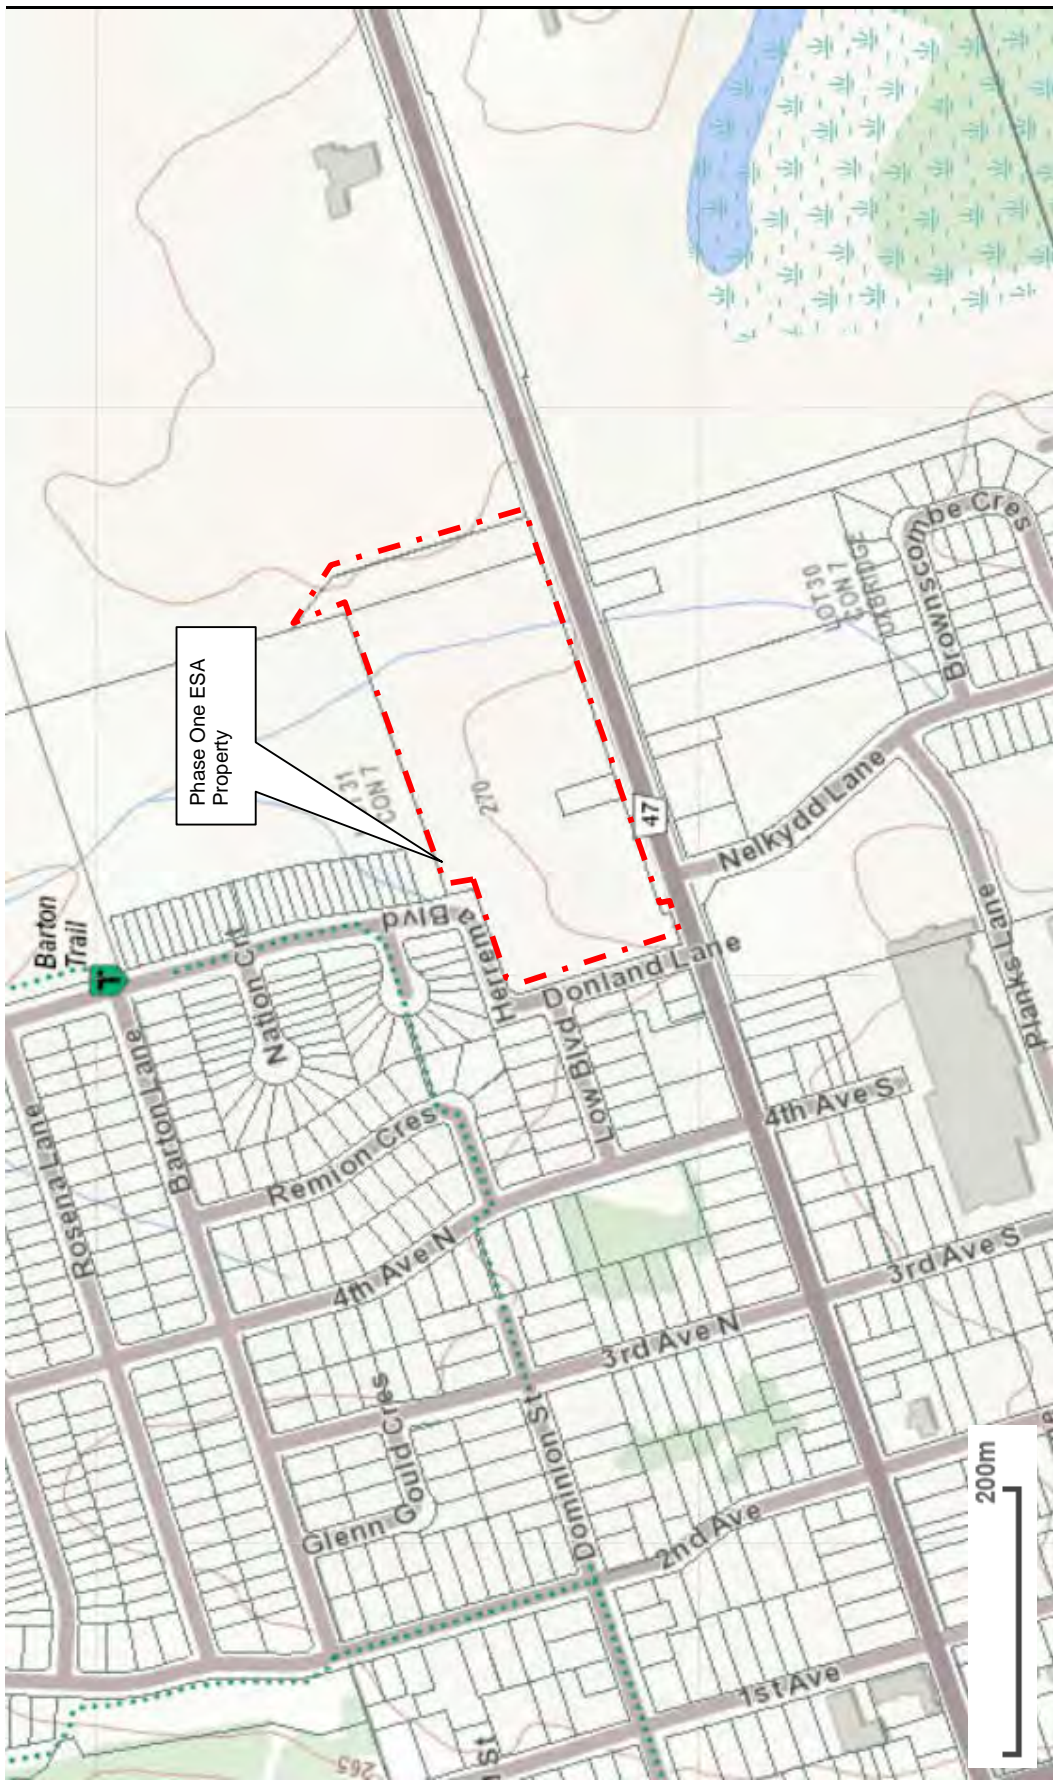 Phase One ESA
Property
Barton
Trail
T
Rosena Lane
Barton Lane
Nation Crt
Herrema Blvd
Remion Cres
4th Ave N
Low Blvd
Donland Lane
CON 7
270
47
LOT 30
CON 7
UXBRIDGE
Brownscombe Cres
Nelkydd Lane
Planks Lane
4th Ave S
3rd Ave S
3rd Ave N
Glenn Gould Cres
Dominion St
2nd Ave
1st Ave
St
265
200m